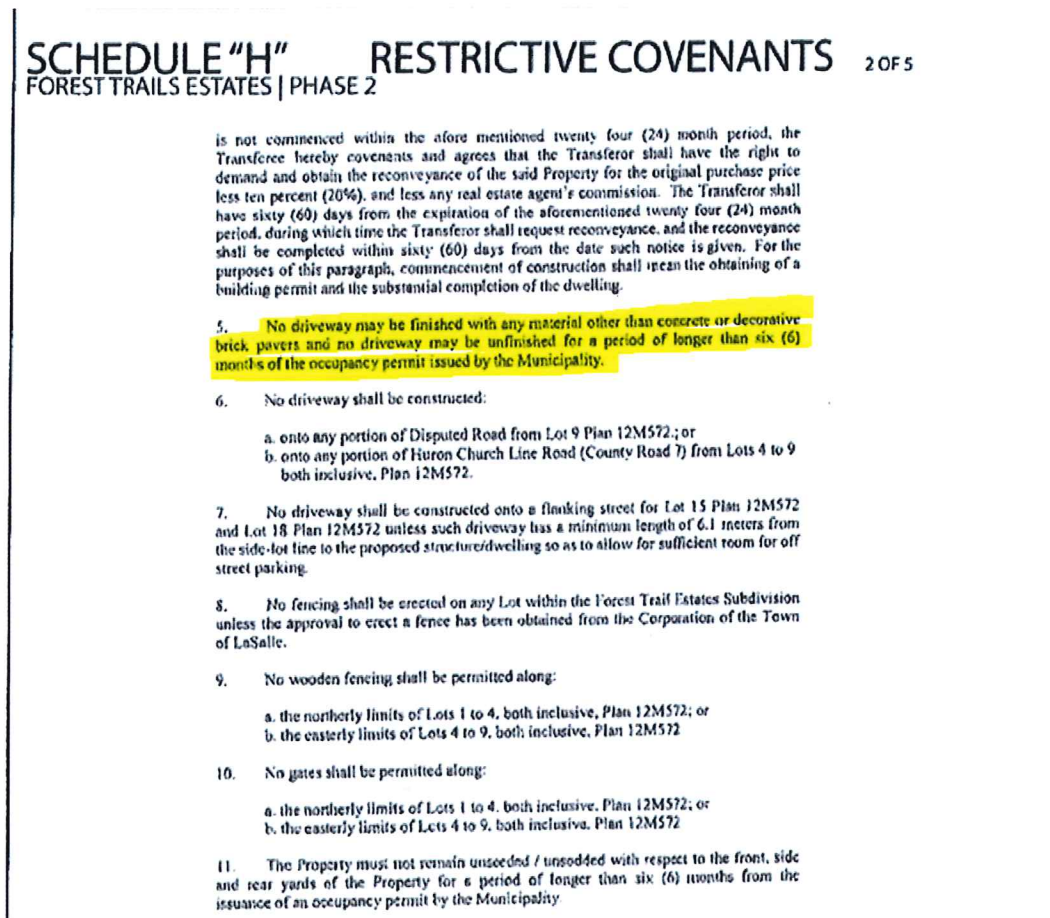 SCHEDULE "H" RESTRICTIVE COVENANTS 2 OF 5
FOREST TRAILS ESTATES | PHASE 2
is not commenced within the afore mentioned twenty four (24) month period, the
Transferee hereby covenants and agrees that the Transferor shall have the right to
demand and obtain the reconveyance of the said Property for the original purchase price
less ten percent (20%), and less any real estate agent's commission. The Transferor shall
have sixty (60) days from the expiration of the aforementioned twenty four (24) month
period, during which time the Transferor shall request reconveyance, and the reconveyance
shall be completed within sixty (60) days from the date such notice is given. For the
purposes of this paragraph, commencement of construction shall mean the obtaining of a
building permit and the substantial completion of the dwelling.
5. No driveway may be finished with any material other than concrete or decorative
brick pavers and no driveway may be unfinished for a period of longer than six (6)
months of the occupancy permit issued by the Municipality.
6. No driveway shall be constructed:
a. onto any portion of Disputed Road from Lot 9 Plan 12M572.; or
b. onto any portion of Huron Church Line Road (County Road 7) from Lots 4 to 9
both inclusive, Plan 12M572.
7. No driveway shall be constructed onto a flanking street for Lot 15 Plan 12M572
and Lot 18 Plan 12M572 unless such driveway has a minimum length of 6.1 meters from
the side-lot line to the proposed structure/dwelling so as to allow for sufficient room for off
street parking.
8. No fencing shall be erected on any Lot within the Forest Trail Estates Subdivision
unless the approval to erect a fence has been obtained from the Corporation of the Town
of LaSalle.
9. No wooden fencing shall be permitted along:
a. the northerly limits of Lots 1 to 4, both inclusive, Plan 12M572; or
b. the easterly limits of Lots 4 to 9, both inclusive, Plan 12M572
10. No gates shall be permitted along:
a. the northerly limits of Lots 1 to 4, both inclusive, Plan 12M572; or
b. the easterly limits of Lots 4 to 9, both inclusive, Plan 12M572
11. The Property must not remain unseeded / unsodded with respect to the front, side
and rear yards of the Property for a period of longer than six (6) months from the
issuance of an occupancy permit by the Municipality